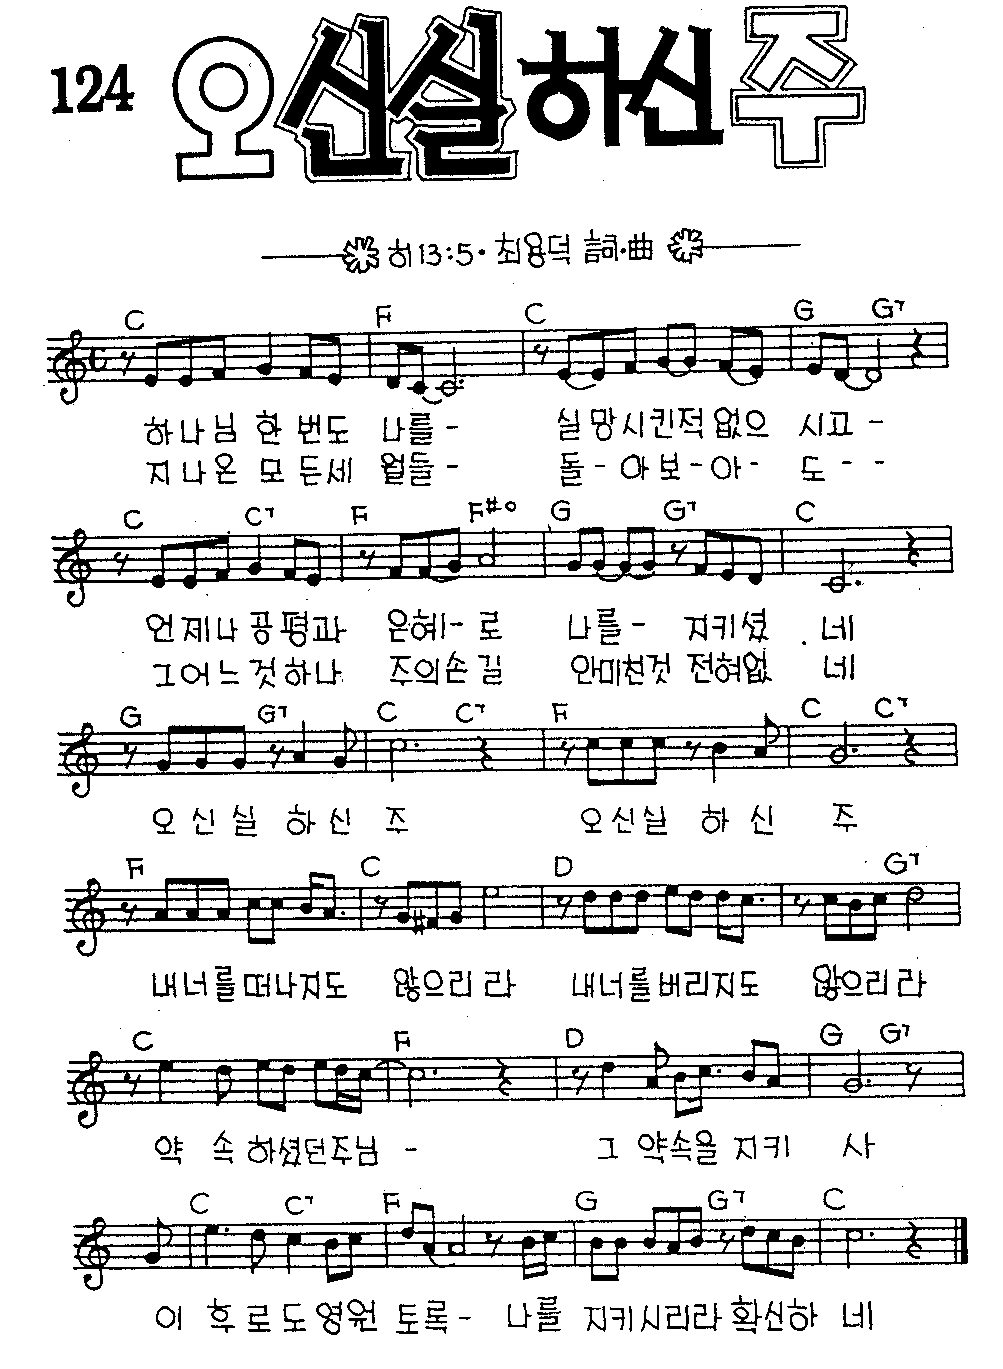 124 오 신실하신 주
히13:5· 최용덕 詞·曲
C F C G G7
하나님 한 번도 나를- 실망시킨적 없으 시고-
지나온 모든세 월들- 돌-아보-아- 도--
C C7 F F#o G G7 C
언제나 공평과 은혜-로 나를- 지키셨네
그어느것하나 주의손길 안미친것 전혀없네
G G7 C C7 F C C7
오신실하신 주 오신실하신 주
F C D G7
내너를떠나지도 않으리라 내너를버리지도 않으리라
C F D G G7
약속하셨던주님- 그 약속을 지키 사
C C7 F G G7 C
이 후로도 영원 토록- 나를 지키시리라 확신하 네